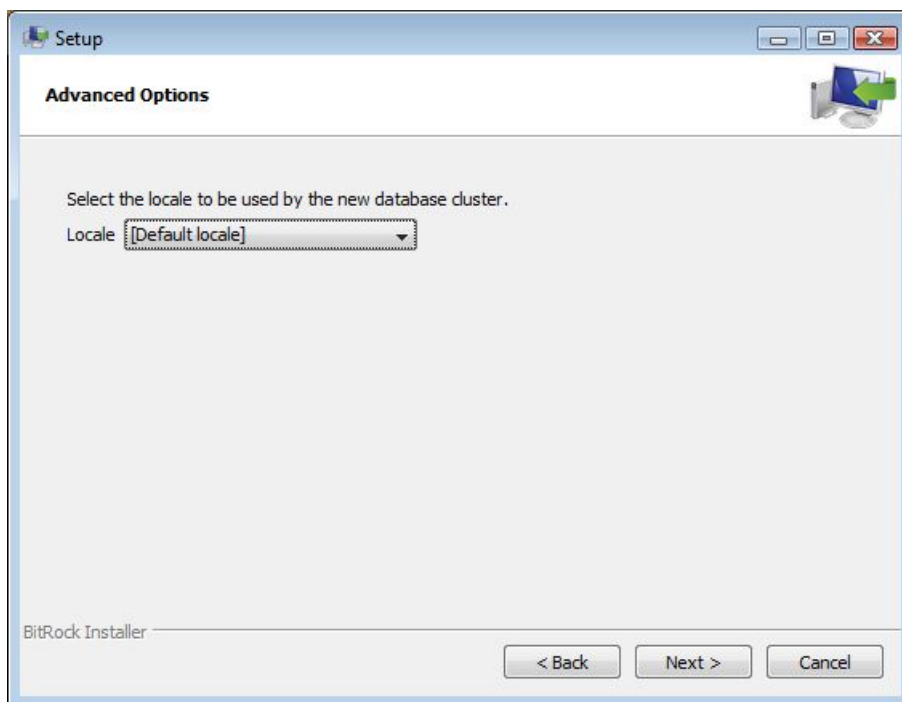 Setup
Advanced Options
Select the locale to be used by the new database cluster.
Locale [Default locale]
BitRock Installer
< Back Next > Cancel